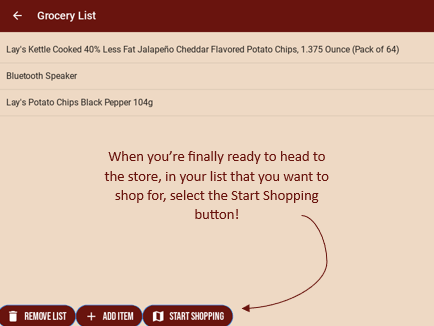 Grocery List
Lay's Kettle Cooked 40% Less Fat Jalapeño Cheddar Flavored Potato Chips, 1.375 Ounce (Pack of 64)
Bluetooth Speaker
Lay's Potato Chips Black Pepper 104g
When you're finally ready to head to
the store, in your list that you want to
shop for, select the Start Shopping
button!
REMOVE LIST ADD ITEM START SHOPPING